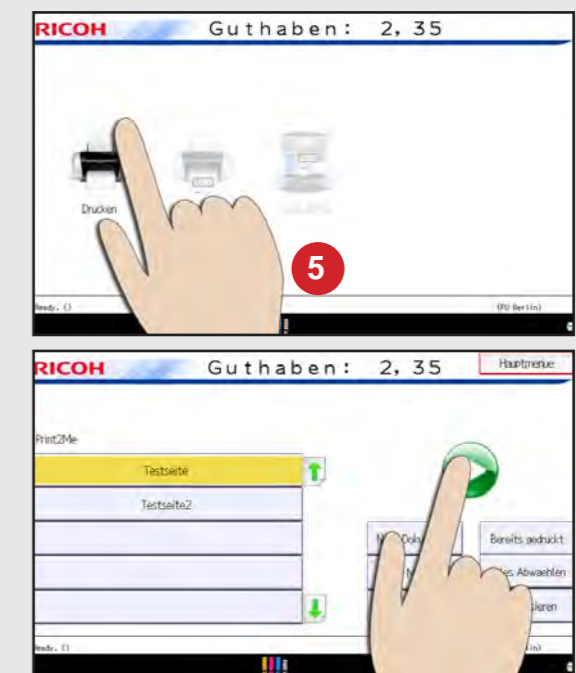 RICOH Guthaben: 2, 35
Drucken
5
Ready. () (FU Berlin)
RICOH Guthaben: 2, 35 Hauptmenue
Print2Me
Testseite
Testseite2
Bereits gedruckt
Abwaehlen
Ready. ()